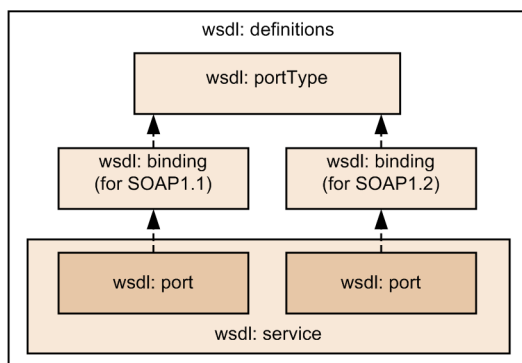 wsdl: definitions
wsdl: portType
wsdl: binding
(for SOAP1.1)
wsdl: binding
(for SOAP1.2)
wsdl: port
wsdl: port
wsdl: service